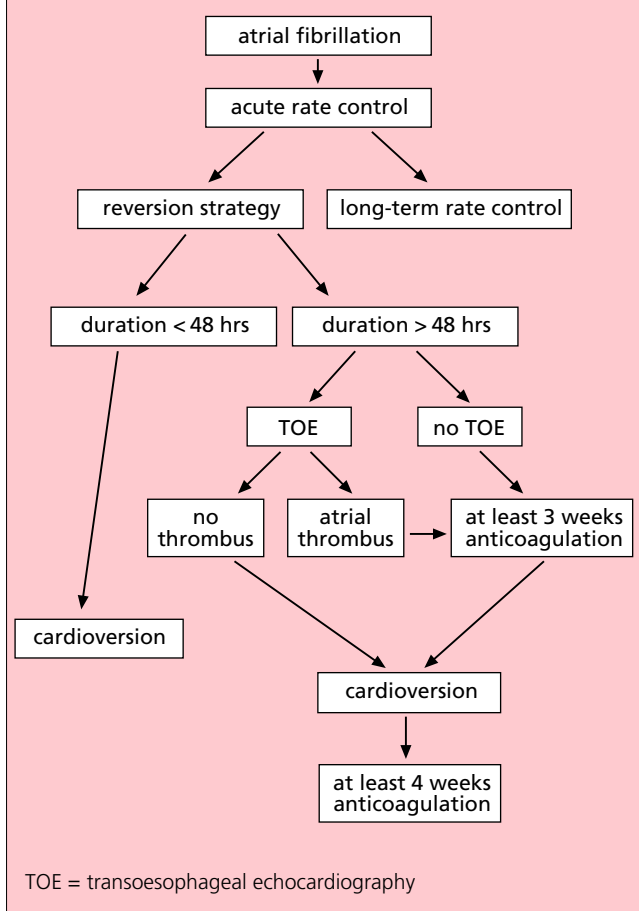 atrial fibrillation
acute rate control
reversion strategy
long-term rate control
duration < 48 hrs
duration > 48 hrs
TOE
no TOE
no
thrombus
atrial
thrombus
at least 3 weeks
anticoagulation
cardioversion
cardioversion
at least 4 weeks
anticoagulation
TOE = transoesophageal echocardiography